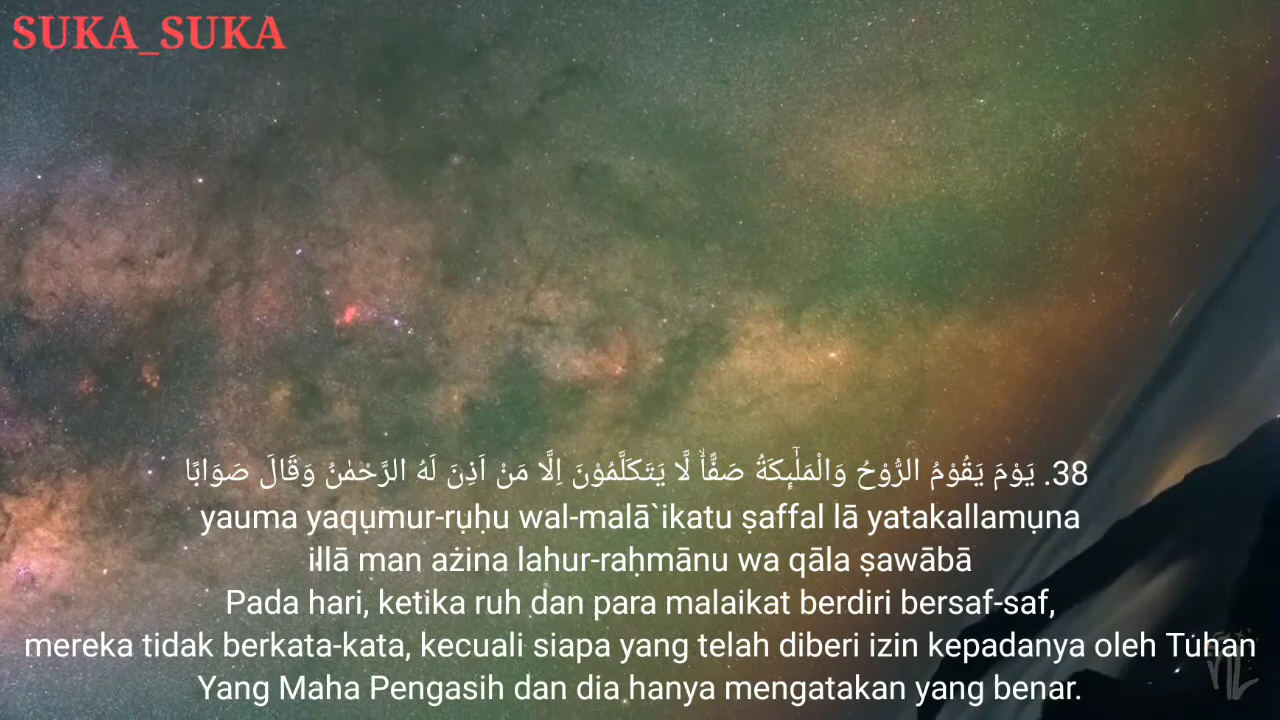 SUKA_SUKA
38. يَوْمَ يَقُوْمُ الرُّوْحُ وَالْمَلٰۤىِٕكَةُ صَفًّاۙ لَّا يَتَكَلَّمُوْنَ اِلَّا مَنْ اَذِنَ لَهُ الرَّحْمٰنُ وَقَالَ صَوَابًا
yauma yaqụmur-rụḥu wal-malā`ikatu ṣaffal lā yatakallamụna
illā man ażina lahur-raḥmānu wa qāla ṣawābā
Pada hari, ketika ruh dan para malaikat berdiri bersaf-saf,
mereka tidak berkata-kata, kecuali siapa yang telah diberi izin kepadanya oleh Tuhan
Yang Maha Pengasih dan dia hanya mengatakan yang benar.